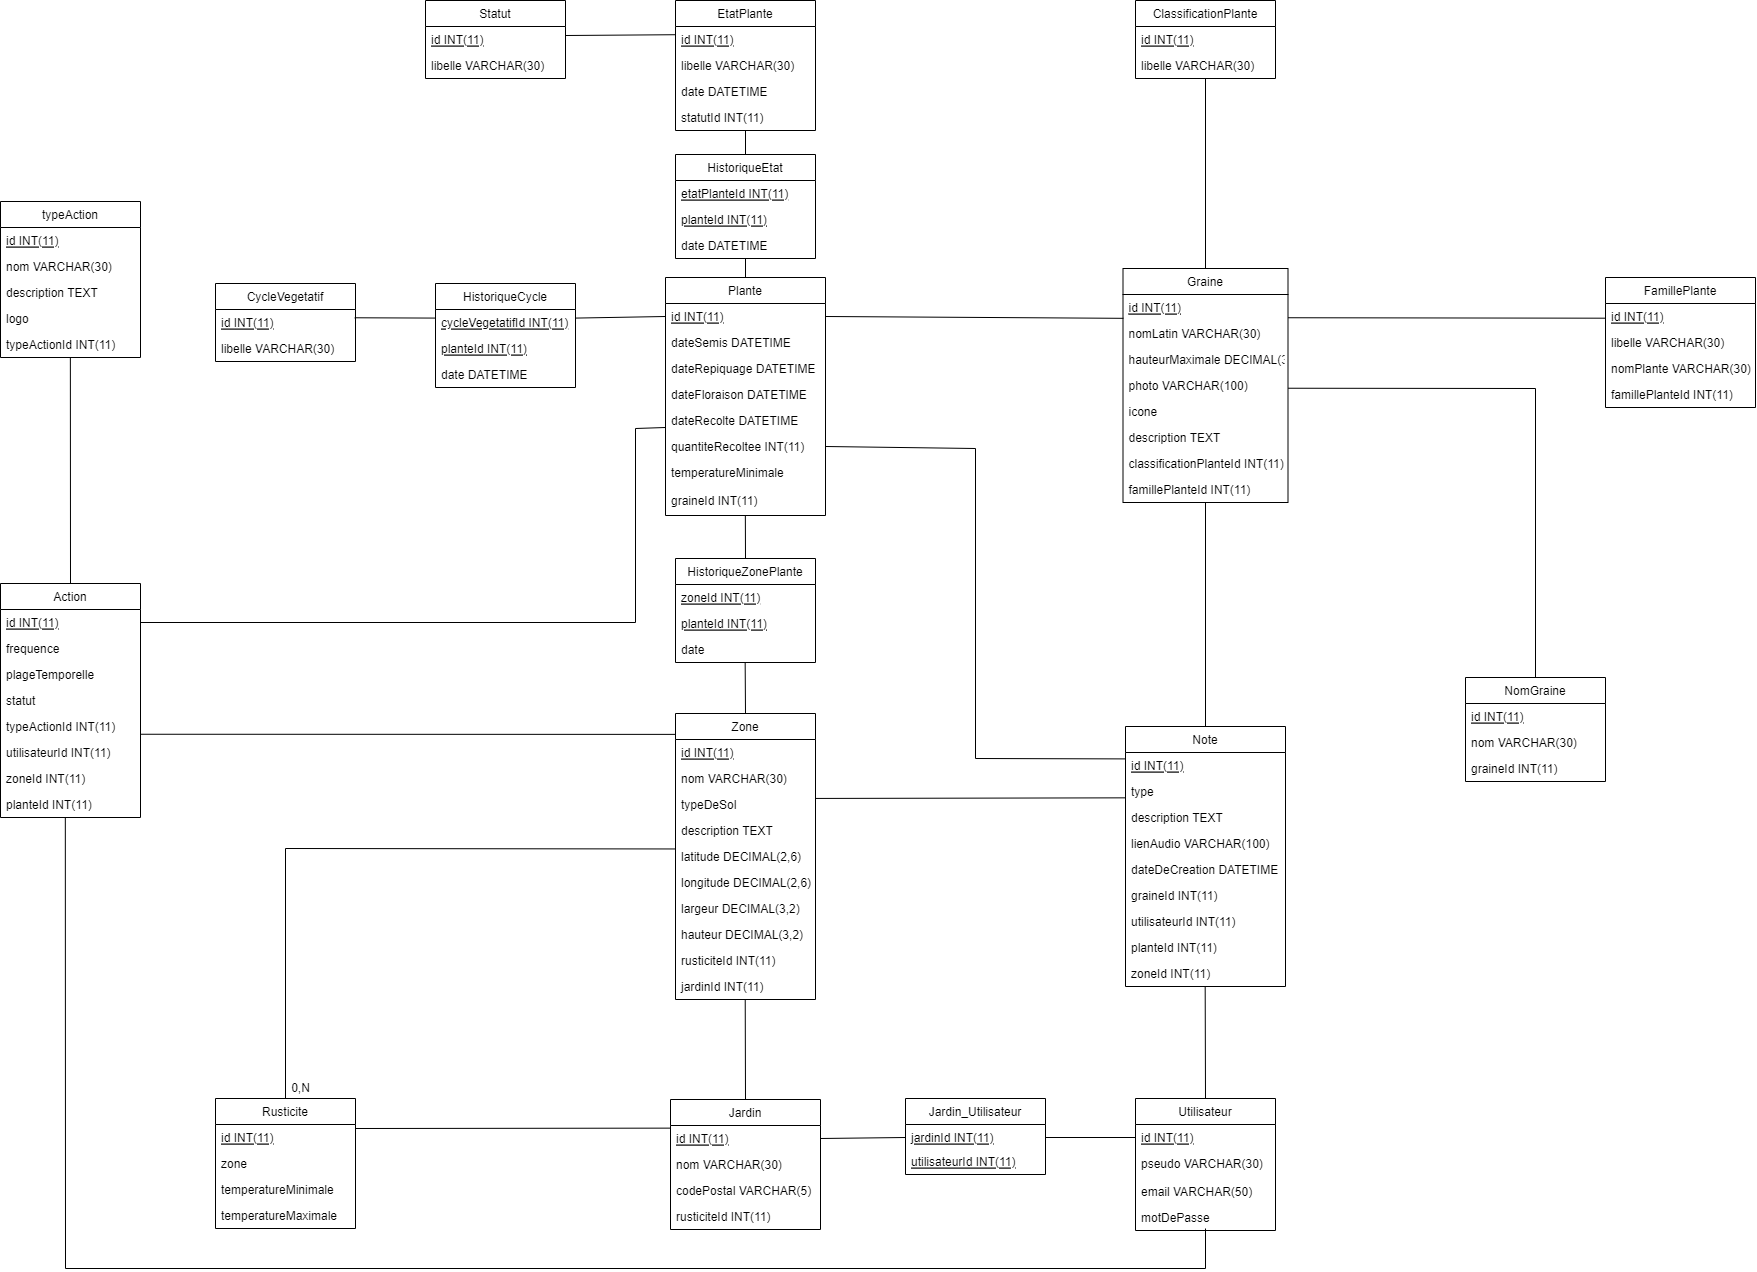 Statut
id INT(11)
libelle VARCHAR(30)
EtatPlante
id INT(11)
libelle VARCHAR(30)
date DATETIME
statutId INT(11)
ClassificationPlante
id INT(11)
libelle VARCHAR(30)
HistoriqueEtat
etatPlanteId INT(11)
planteId INT(11)
date DATETIME
typeAction
id INT(11)
nom VARCHAR(30)
description TEXT
logo
typeActionId INT(11)
CycleVegetatif
id INT(11)
libelle VARCHAR(30)
HistoriqueCycle
cycleVegetatifId INT(11)
planteId INT(11)
date DATETIME
Plante
id INT(11)
dateSemis DATETIME
dateRepiquage DATETIME
dateFloraison DATETIME
dateRecolte DATETIME
quantiteRecoltee INT(11)
temperatureMinimale
graineId INT(11)
Graine
id INT(11)
nomLatin VARCHAR(30)
hauteurMaximale DECIMAL(
photo VARCHAR(100)
icone
description TEXT
classificationPlanteId INT(11)
famillePlanteId INT(11)
FamillePlante
id INT(11)
libelle VARCHAR(30)
nomPlante VARCHAR(30)
famillePlanteId INT(11)
HistoriqueZonePlante
zoneId INT(11)
planteId INT(11)
date
Action
id INT(11)
frequence
plageTemporelle
statut
typeActionId INT(11)
utilisateurId INT(11)
zoneId INT(11)
planteId INT(11)
Zone
id INT(11)
nom VARCHAR(30)
typeDeSol
description TEXT
latitude DECIMAL(2,6)
longitude DECIMAL(2,6)
largeur DECIMAL(3,2)
hauteur DECIMAL(3,2)
rusticiteId INT(11)
jardinId INT(11)
Note
id INT(11)
type
description TEXT
lienAudio VARCHAR(100)
dateDeCreation DATETIME
graineId INT(11)
utilisateurId INT(11)
planteId INT(11)
zoneId INT(11)
NomGraine
id INT(11)
nom VARCHAR(30)
graineId INT(11)
0,N
Rusticite
id INT(11)
zone
temperatureMinimale
temperatureMaximale
Jardin
id INT(11)
nom VARCHAR(30)
codePostal VARCHAR(5)
rusticiteId INT(11)
Jardin_Utilisateur
jardinId INT(11)
utilisateurId INT(11)
Utilisateur
id INT(11)
pseudo VARCHAR(30)
email VARCHAR(50)
motDePasse